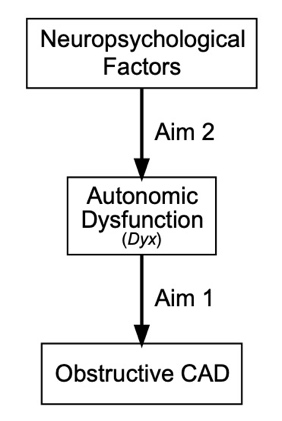 Neuropsychological
Factors
Aim 2
Autonomic
Dysfunction
(Dyx)
Aim 1
Obstructive CAD